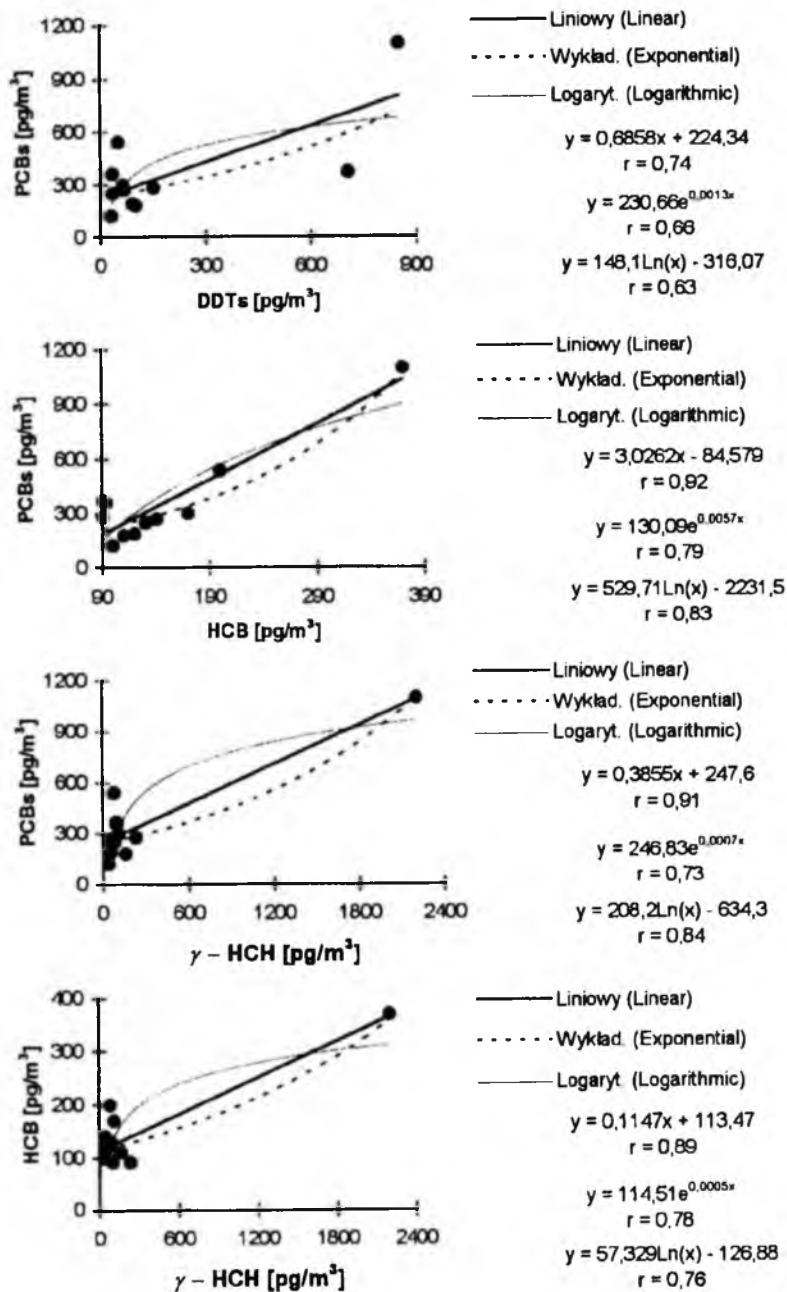 1200
900
600
300
0
PCBs [pg/m³]
0 300 600 900
DDTs [pg/m³]
Liniowy (Linear)
Wykład. (Exponential)
Logaryt. (Logarithmic)
y = 0,6858x + 224,34
r = 0,74
y = 230,66e^0,0013x
r = 0,68
y = 148,1Ln(x) - 316,07
r = 0,63
1200
900
600
300
0
PCBs [pg/m³]
90 190 290 390
HCB [pg/m³]
Liniowy (Linear)
Wykład. (Exponential)
Logaryt. (Logarithmic)
y = 3,0262x - 84,579
r = 0,92
y = 130,09e^0,0057x
r = 0,79
y = 529,71Ln(x) - 2231,5
r = 0,83
1200
900
600
300
0
PCBs [pg/m³]
0 600 1200 1800 2400
γ – HCH [pg/m³]
Liniowy (Linear)
Wykład. (Exponential)
Logaryt. (Logarithmic)
y = 0,3855x + 247,6
r = 0,91
y = 246,83e^0,0007x
r = 0,73
y = 208,2Ln(x) - 634,3
r = 0,84
400
300
200
100
0
HCB [pg/m³]
0 600 1200 1800 2400
γ – HCH [pg/m³]
Liniowy (Linear)
Wykład. (Exponential)
Logaryt. (Logarithmic)
y = 0,1147x + 113,47
r = 0,89
y = 114,51e^0,0005x
r = 0,78
y = 57,329Ln(x) - 126,88
r = 0,76